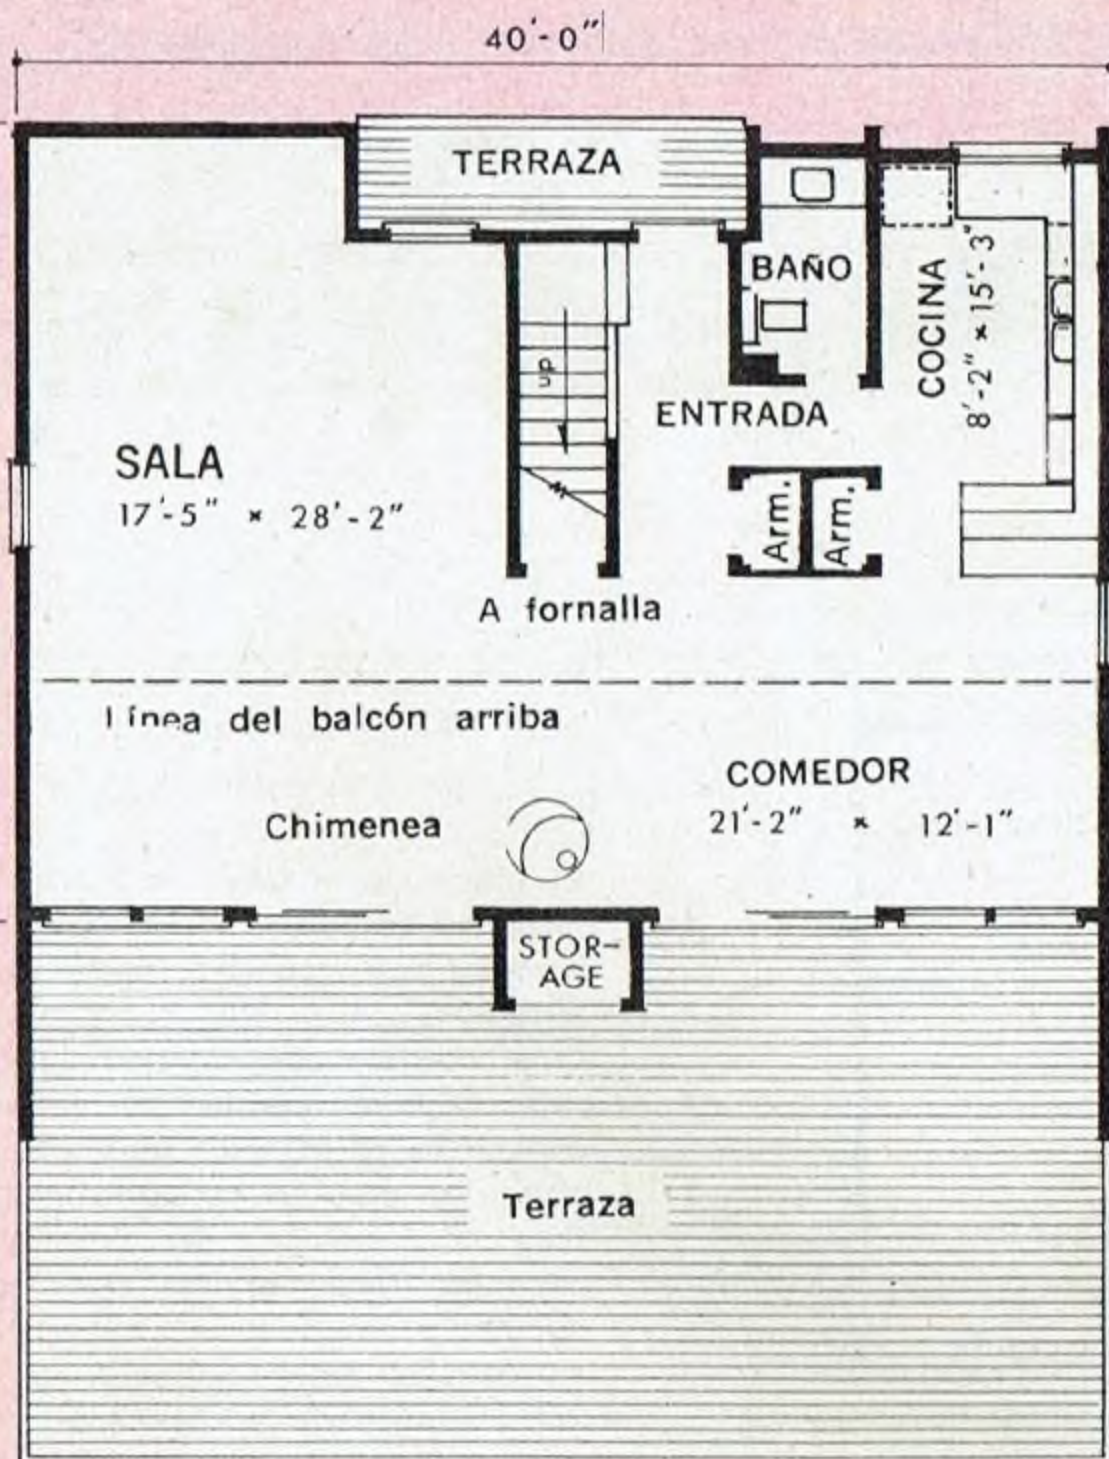 40'-0"
TERRAZA
BAÑO
COCINA
8'-2" × 15'-3"
up
ENTRADA
SALA
17'-5" × 28'-2"
Arm.
Arm.
A fornalla
Línea del balcón arriba
COMEDOR
21'-2" × 12'-1"
Chimenea
STOR-
AGE
Terraza